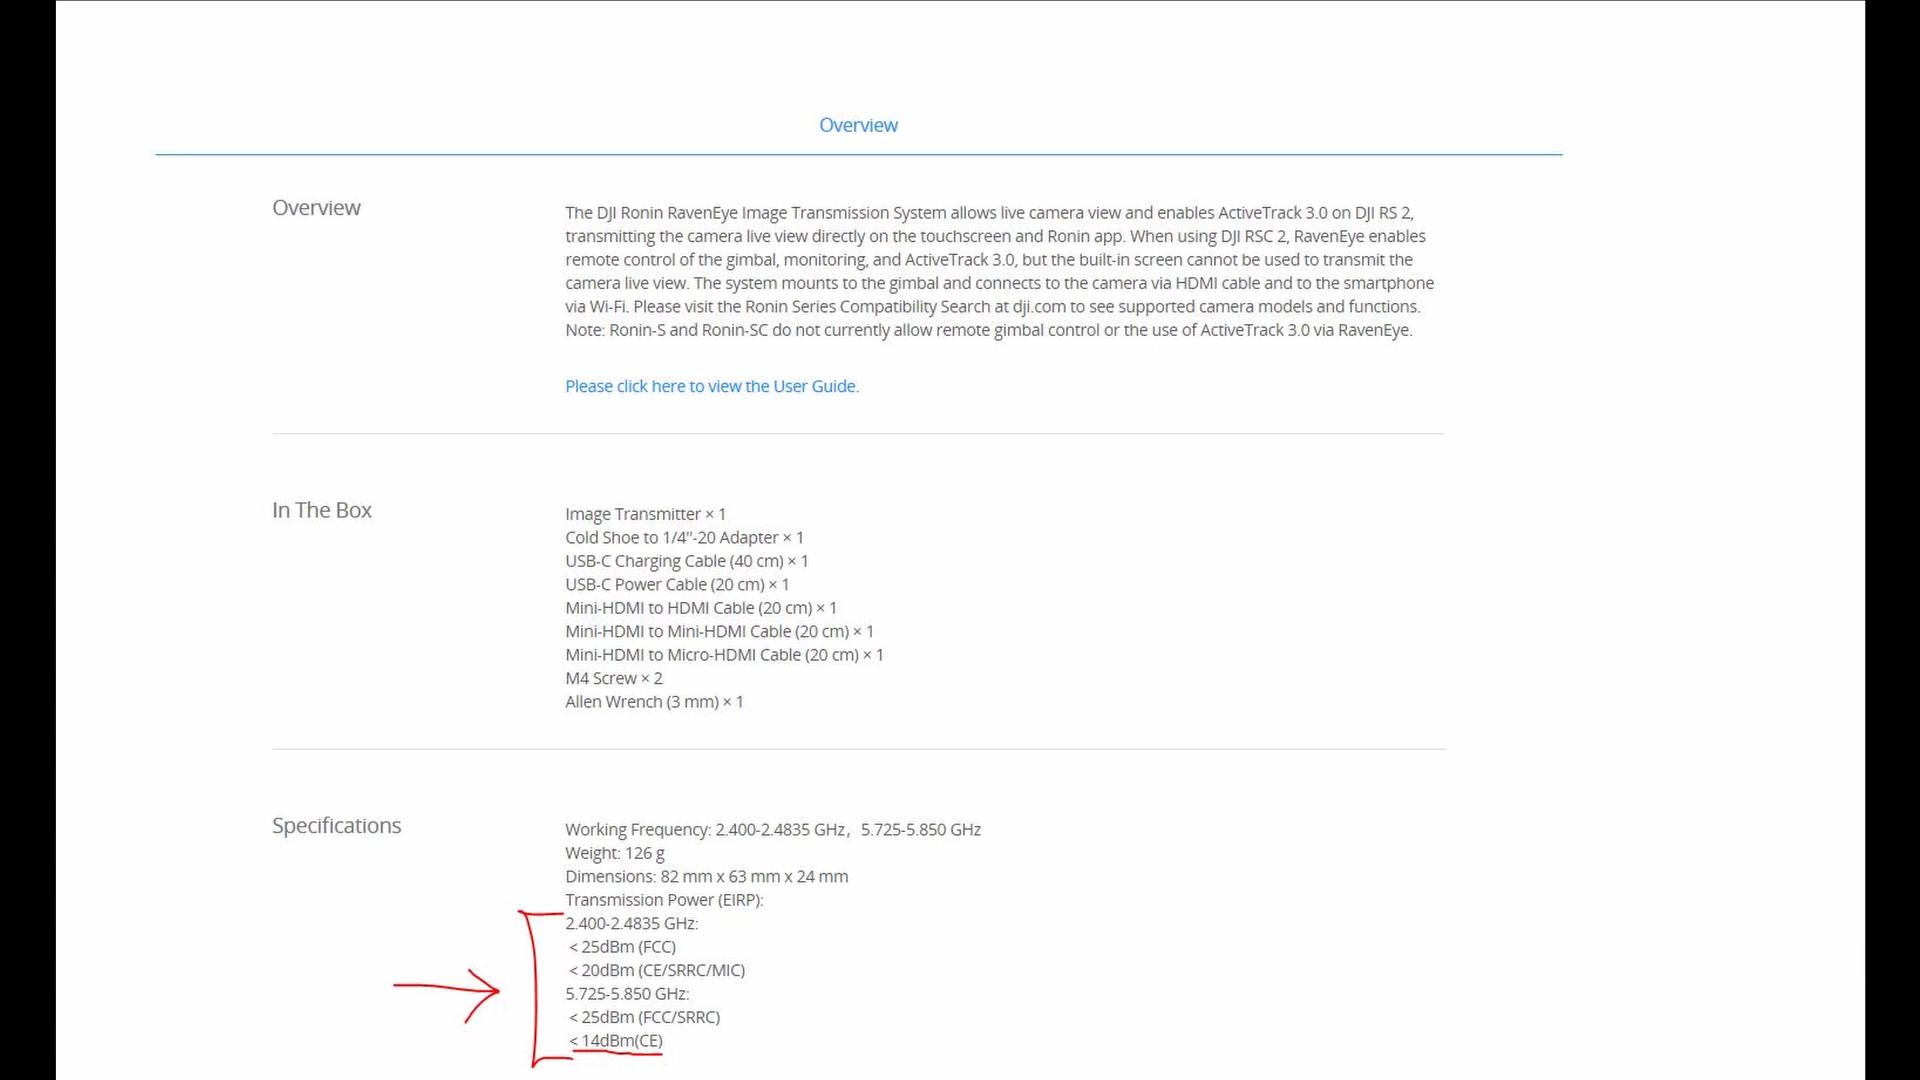 Overview
Overview
The DJI Ronin RavenEye Image Transmission System allows live camera view and enables ActiveTrack 3.0 on DJI RS 2,
transmitting the camera live view directly on the touchscreen and Ronin app. When using DJI RSC 2, RavenEye enables
remote control of the gimbal, monitoring, and ActiveTrack 3.0, but the built-in screen cannot be used to transmit the
camera live view. The system mounts to the gimbal and connects to the camera via HDMI cable and to the smartphone
via Wi-Fi. Please visit the Ronin Series Compatibility Search at dji.com to see supported camera models and functions.
Note: Ronin-S and Ronin-SC do not currently allow remote gimbal control or the use of ActiveTrack 3.0 via RavenEye.
Please click here to view the User Guide.
In The Box
Image Transmitter × 1
Cold Shoe to 1/4"-20 Adapter × 1
USB-C Charging Cable (40 cm) × 1
USB-C Power Cable (20 cm) × 1
Mini-HDMI to HDMI Cable (20 cm) × 1
Mini-HDMI to Mini-HDMI Cable (20 cm) × 1
Mini-HDMI to Micro-HDMI Cable (20 cm) × 1
M4 Screw × 2
Allen Wrench (3 mm) × 1
Specifications
Working Frequency: 2.400-2.4835 GHz，5.725-5.850 GHz
Weight: 126 g
Dimensions: 82 mm x 63 mm x 24 mm
Transmission Power (EIRP):
2.400-2.4835 GHz:
< 25dBm (FCC)
< 20dBm (CE/SRRC/MIC)
5.725-5.850 GHz:
< 25dBm (FCC/SRRC)
< 14dBm(CE)